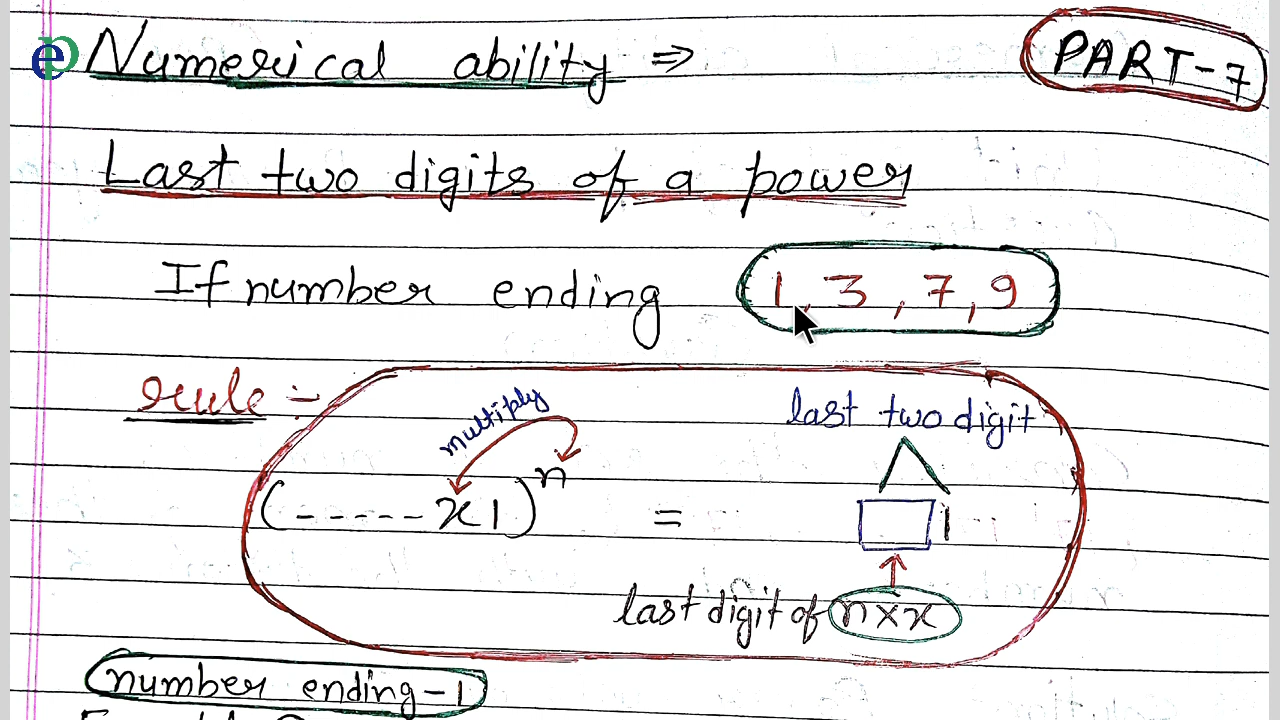 ep Numerical ability ⇒ PART-7
Last two digits of a power
If number ending 1, 3, 7, 9
rule :-
multiply
last two digit
(-----x1)ⁿ = 1
last digit of n×x
number ending-1